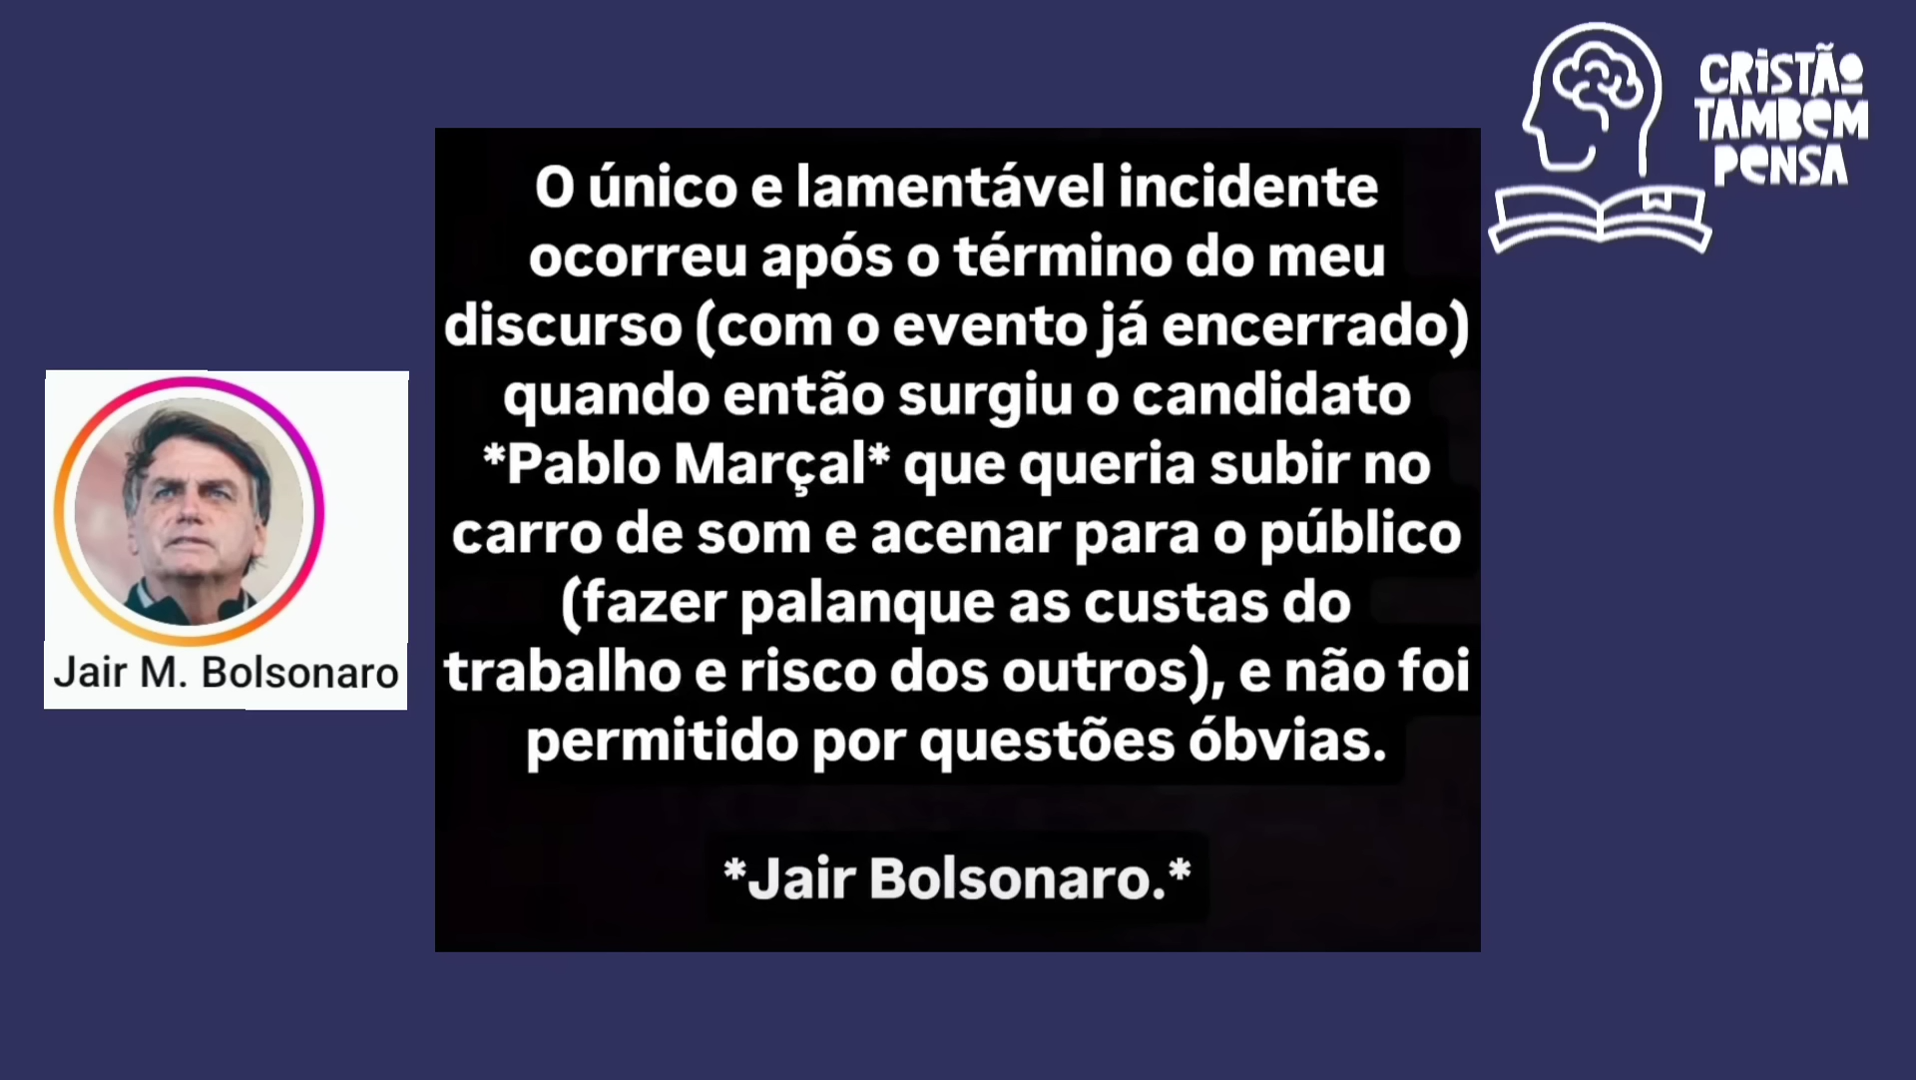 CRISTÃO
TAMBÉM
PENSA
O único e lamentável incidente
ocorreu após o término do meu
discurso (com o evento já encerrado)
quando então surgiu o candidato
*Pablo Marçal* que queria subir no
carro de som e acenar para o público
(fazer palanque as custas do
trabalho e risco dos outros), e não foi
permitido por questões óbvias.
*Jair Bolsonaro.*
Jair M. Bolsonaro